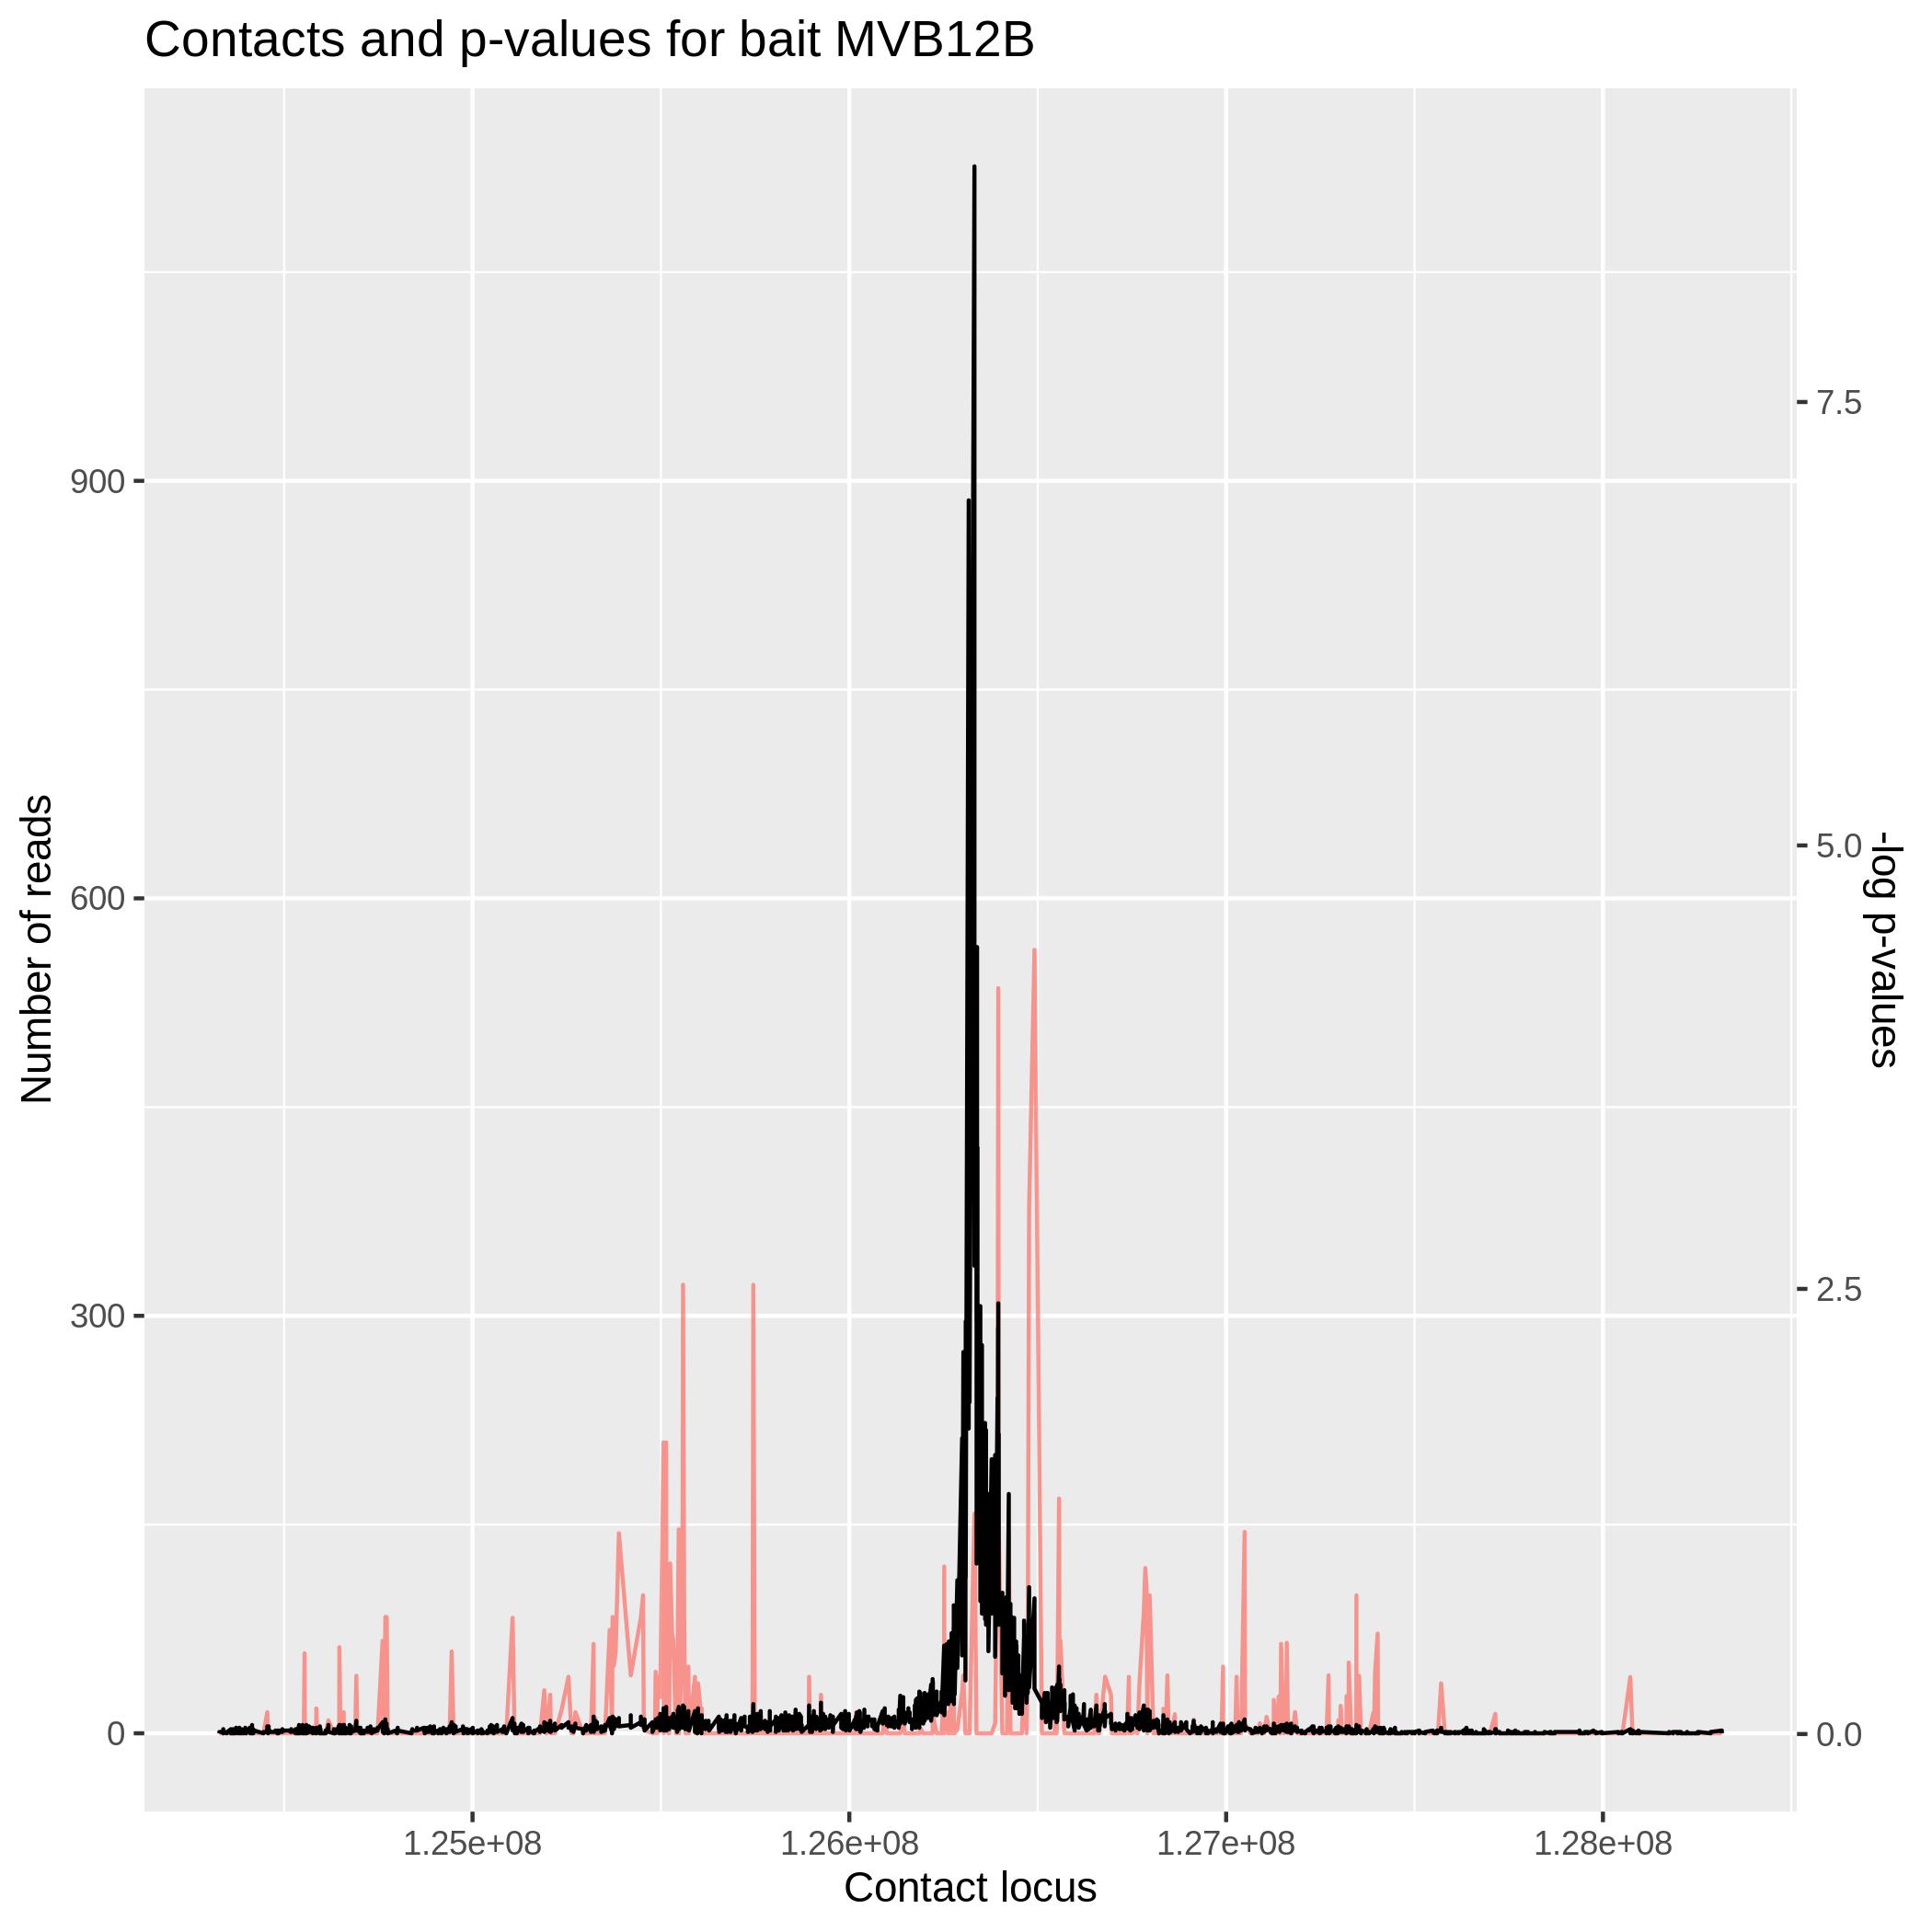 Contacts and p-values for bait MVB12B
Number of reads
900
600
300
0
7.5
5.0
2.5
0.0
-log p-values
1.25e+08
1.26e+08
1.27e+08
1.28e+08
Contact locus